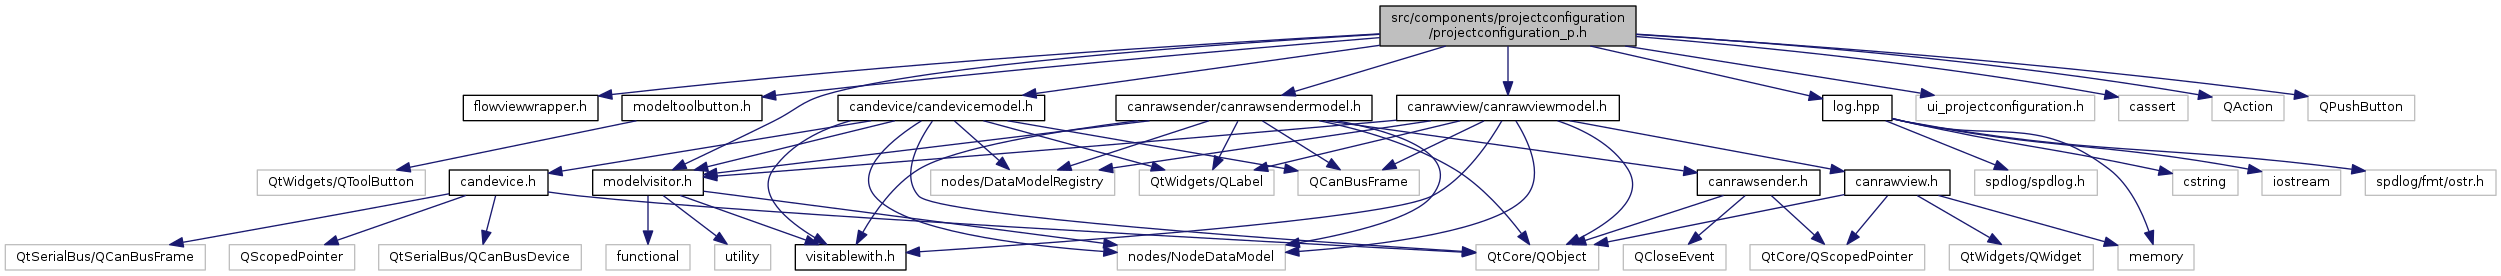 src/components/projectconfiguration
/projectconfiguration_p.h
flowviewwrapper.h
modeltoolbutton.h
candevice/candevicemodel.h
canrawsender/canrawsendermodel.h
canrawview/canrawviewmodel.h
log.hpp
ui_projectconfiguration.h
cassert
QAction
QPushButton
QtWidgets/QToolButton
candevice.h
modelvisitor.h
nodes/DataModelRegistry
QtWidgets/QLabel
QCanBusFrame
canrawsender.h
canrawview.h
spdlog/spdlog.h
cstring
iostream
spdlog/fmt/ostr.h
QtSerialBus/QCanBusFrame
QScopedPointer
QtSerialBus/QCanBusDevice
functional
utility
visitablewith.h
nodes/NodeDataModel
QtCore/QObject
QCloseEvent
QtCore/QScopedPointer
QtWidgets/QWidget
memory